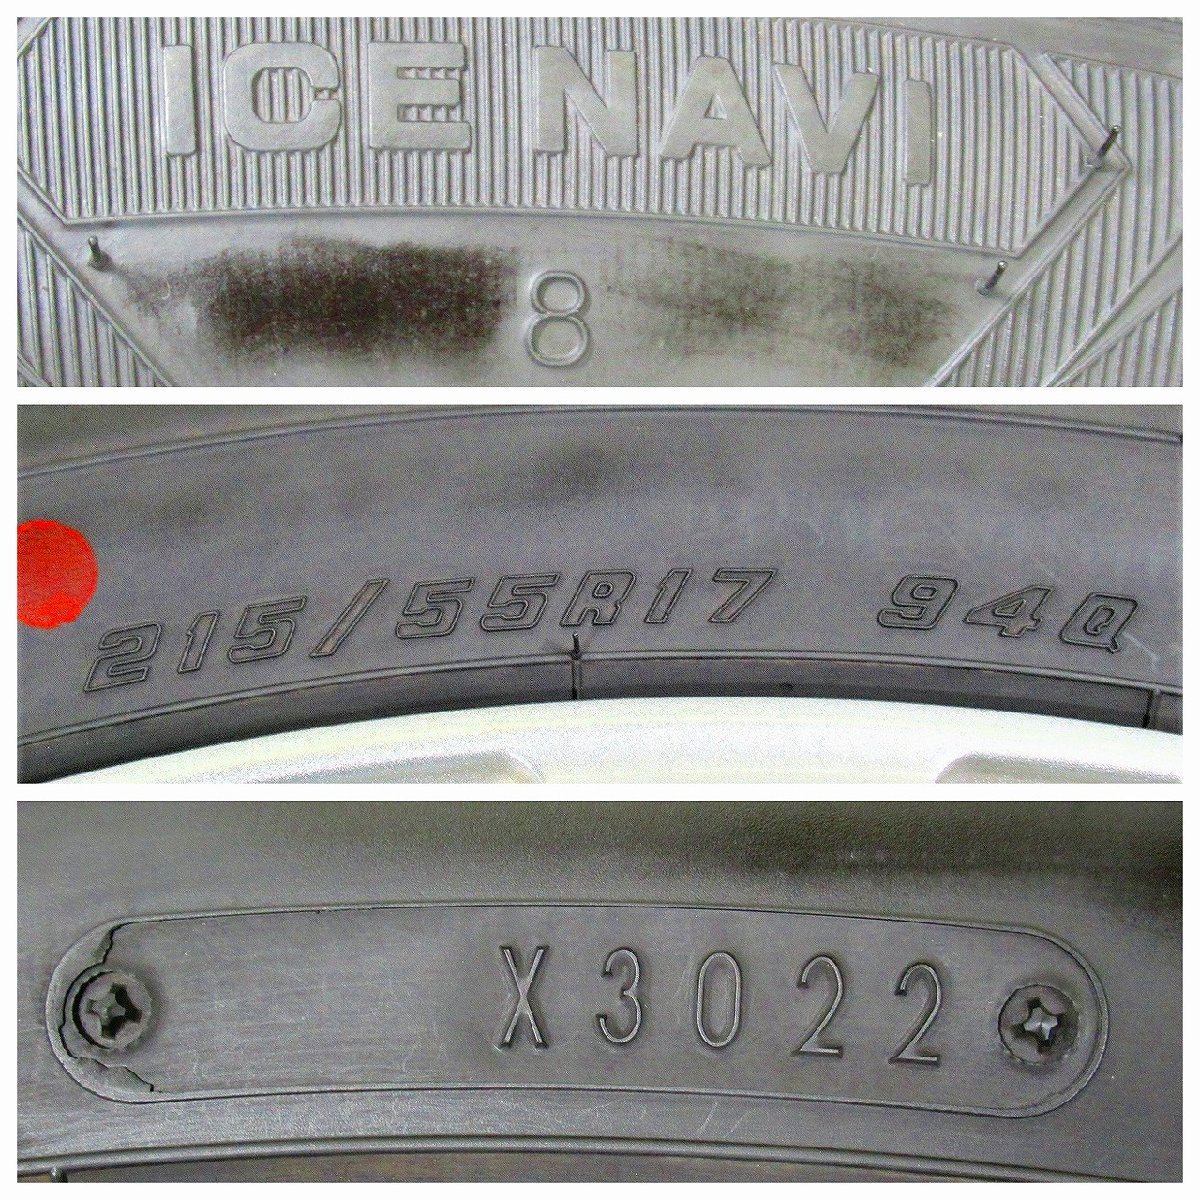 ICE NAVI
8
215/55R17 94Q
X3022